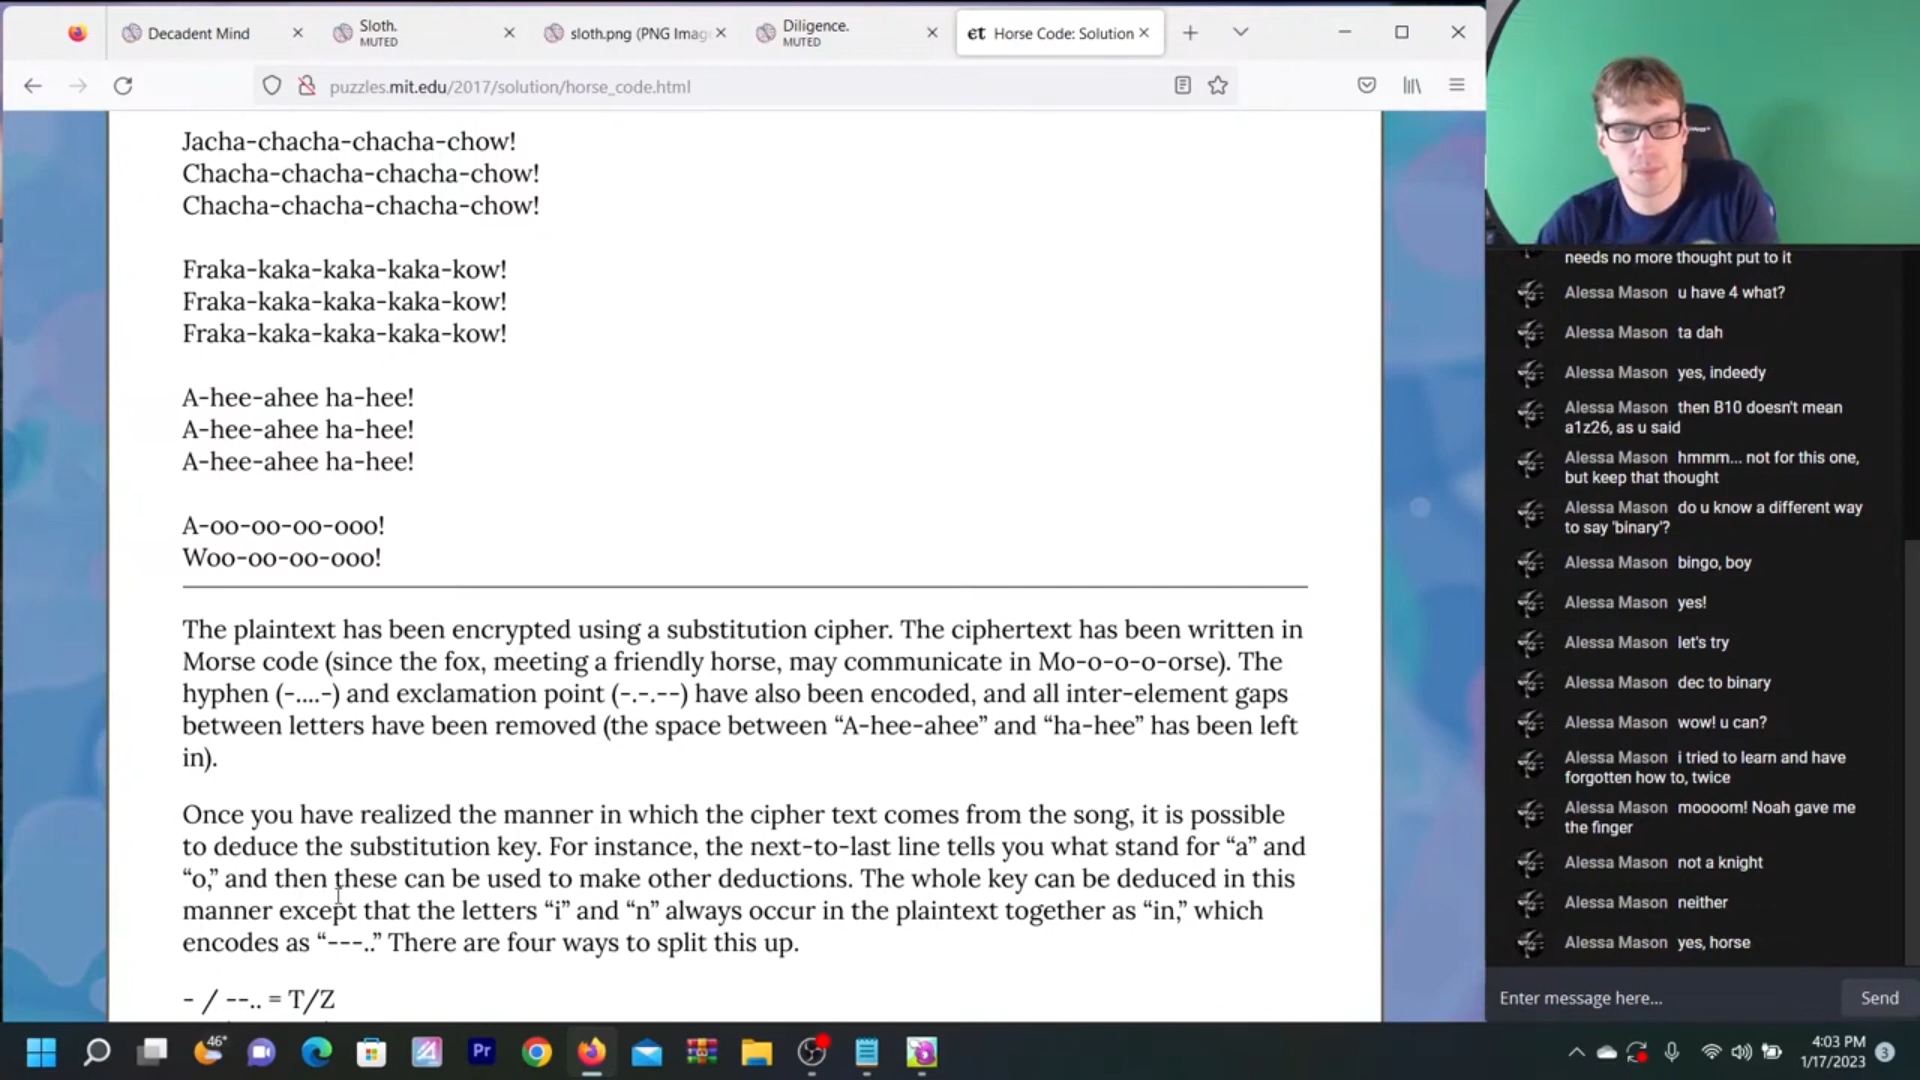 Decadent Mind
Sloth.
MUTED
sloth.png (PNG Imag
Diligence.
MUTED
et Horse Code: Solution
puzzles.mit.edu/2017/solution/horse_code.html
Jacha-chacha-chacha-chow!
Chacha-chacha-chacha-chow!
Chacha-chacha-chacha-chow!
Fraka-kaka-kaka-kaka-kow!
Fraka-kaka-kaka-kaka-kow!
Fraka-kaka-kaka-kaka-kow!
A-hee-ahee ha-hee!
A-hee-ahee ha-hee!
A-hee-ahee ha-hee!
A-oo-oo-oo-ooo!
Woo-oo-oo-ooo!
The plaintext has been encrypted using a substitution cipher. The ciphertext has been written in
Morse code (since the fox, meeting a friendly horse, may communicate in Mo-o-o-o-orse). The
hyphen (-....-) and exclamation point (-.-.--) have also been encoded, and all inter-element gaps
between letters have been removed (the space between “A-hee-ahee” and “ha-hee” has been left
in).
Once you have realized the manner in which the cipher text comes from the song, it is possible
to deduce the substitution key. For instance, the next-to-last line tells you what stand for “a” and
“o,” and then these can be used to make other deductions. The whole key can be deduced in this
manner except that the letters “i” and “n” always occur in the plaintext together as “in,” which
encodes as “---..” There are four ways to split this up.
- / --.. = T/Z
needs no more thought put to it
Alessa Mason u have 4 what?
Alessa Mason ta dah
Alessa Mason yes, indeedy
Alessa Mason then B10 doesn't mean
a1z26, as u said
Alessa Mason hmmm... not for this one,
but keep that thought
Alessa Mason do u know a different way
to say 'binary'?
Alessa Mason bingo, boy
Alessa Mason yes!
Alessa Mason let's try
Alessa Mason dec to binary
Alessa Mason wow! u can?
Alessa Mason i tried to learn and have
forgotten how to, twice
Alessa Mason moooom! Noah gave me
the finger
Alessa Mason not a knight
Alessa Mason neither
Alessa Mason yes, horse
Enter message here...
Send
46°
Pr
4:03 PM
1/17/2023
3